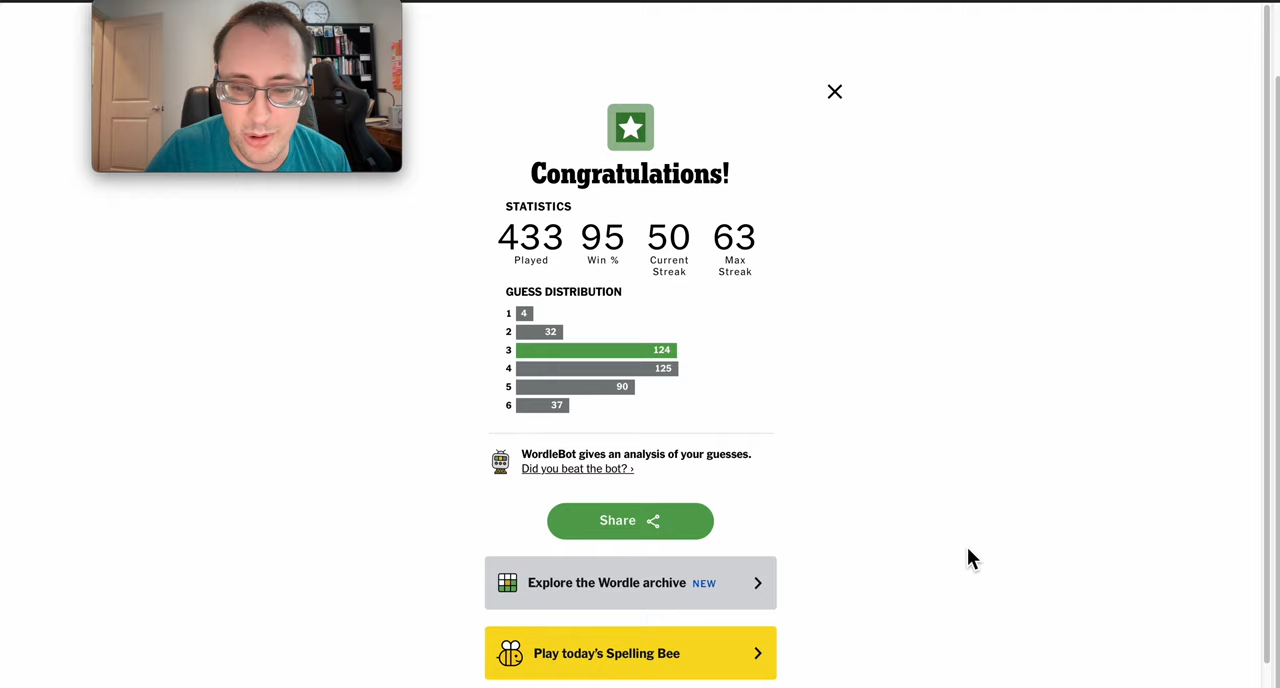 Congratulations!
STATISTICS
433 95 50 63
Played Win % Current Streak Max Streak
GUESS DISTRIBUTION
1 4
2 32
3 124
4 125
5 90
6 37
WordleBot gives an analysis of your guesses.
Did you beat the bot? ›
Share
Explore the Wordle archive NEW
Play today's Spelling Bee